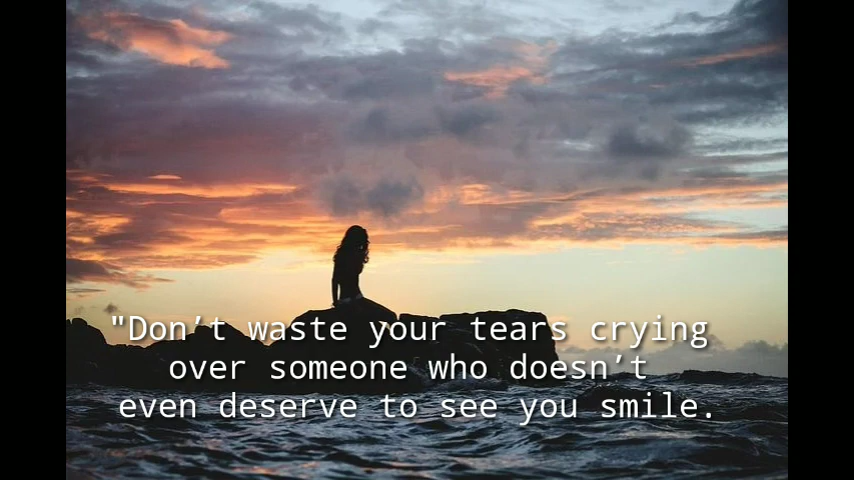 "Don’t waste your tears crying
over someone who doesn’t
even deserve to see you smile.